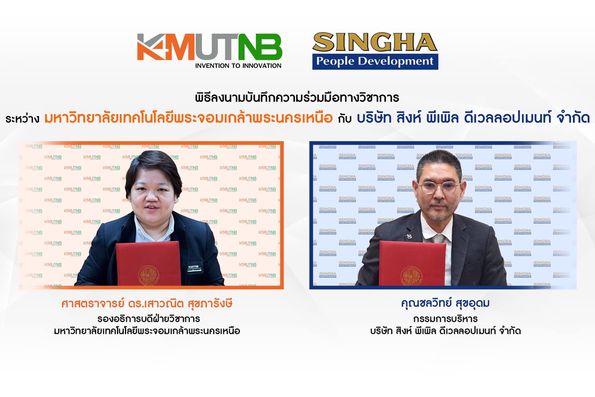 KMUTNB
INVENTION TO INNOVATION
SINGHA
People Development
พิธีลงนามบันทึกความร่วมมือทางวิชาการ
ระหว่าง มหาวิทยาลัยเทคโนโลยีพระจอมเกล้าพระนครเหนือ กับ บริษัท สิงห์ พีเพิล ดีเวลลอปเมนท์ จำกัด
ศาสตราจารย์ ดร.เสาวณิต สุขภารังษี
รองอธิการบดีฝ่ายวิชาการ
มหาวิทยาลัยเทคโนโลยีพระจอมเกล้าพระนครเหนือ
คุณชลวิทย์ สุขอุดม
กรรมการบริหาร
บริษัท สิงห์ พีเพิล ดีเวลลอปเมนท์ จำกัด